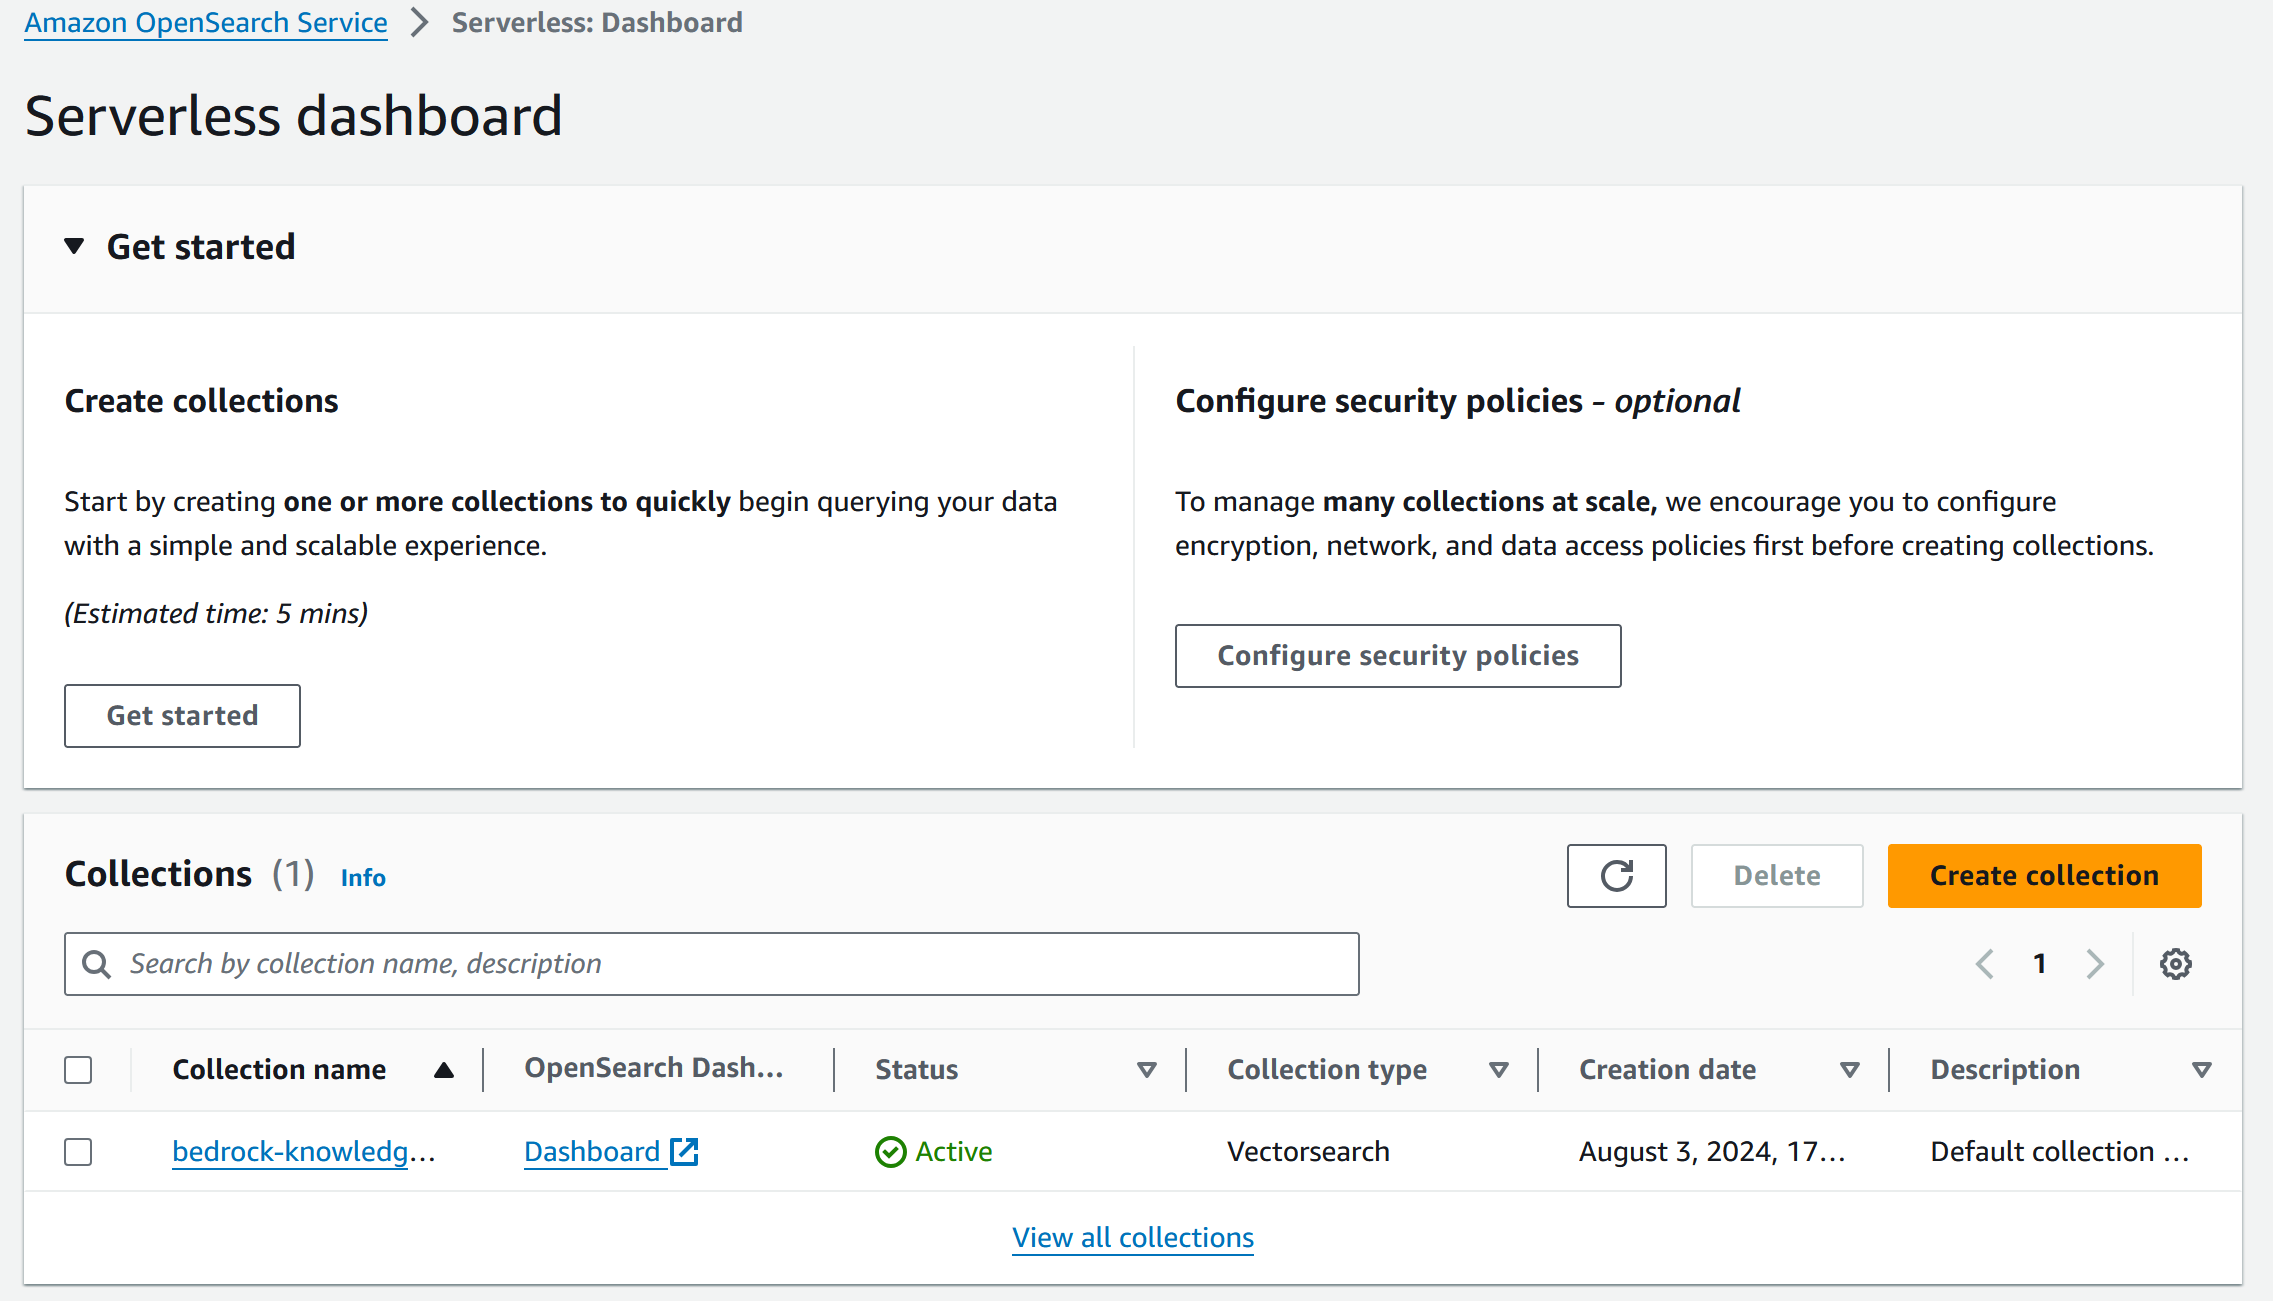 Amazon OpenSearch Service > Serverless: Dashboard
Serverless dashboard
Get started
Create collections
Start by creating one or more collections to quickly begin querying your data
with a simple and scalable experience.
(Estimated time: 5 mins)
Get started
Configure security policies - optional
To manage many collections at scale, we encourage you to configure
encryption, network, and data access policies first before creating collections.
Configure security policies
Collections (1) Info
Delete
Create collection
Search by collection name, description
1
Collection name OpenSearch Dash... Status Collection type Creation date Description
bedrock-knowledg... Dashboard Active Vectorsearch August 3, 2024, 17... Default collection ...
View all collections